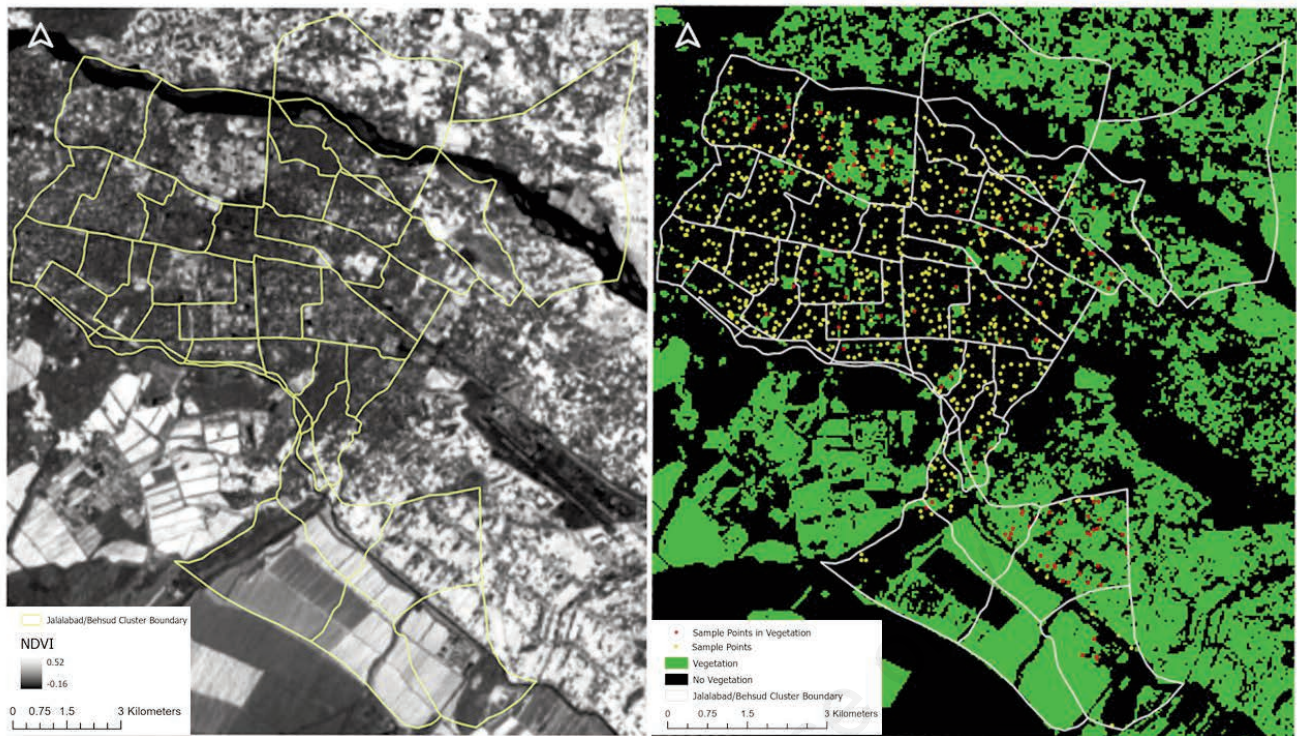 Jalalabad/Behsud Cluster Boundary
NDVI
0.52
-0.16
0 0.75 1.5 3 Kilometers
Sample Points in Vegetation
Sample Points
Vegetation
No Vegetation
Jalalabad/Behsud Cluster Boundary
0 0.75 1.5 3 Kilometers